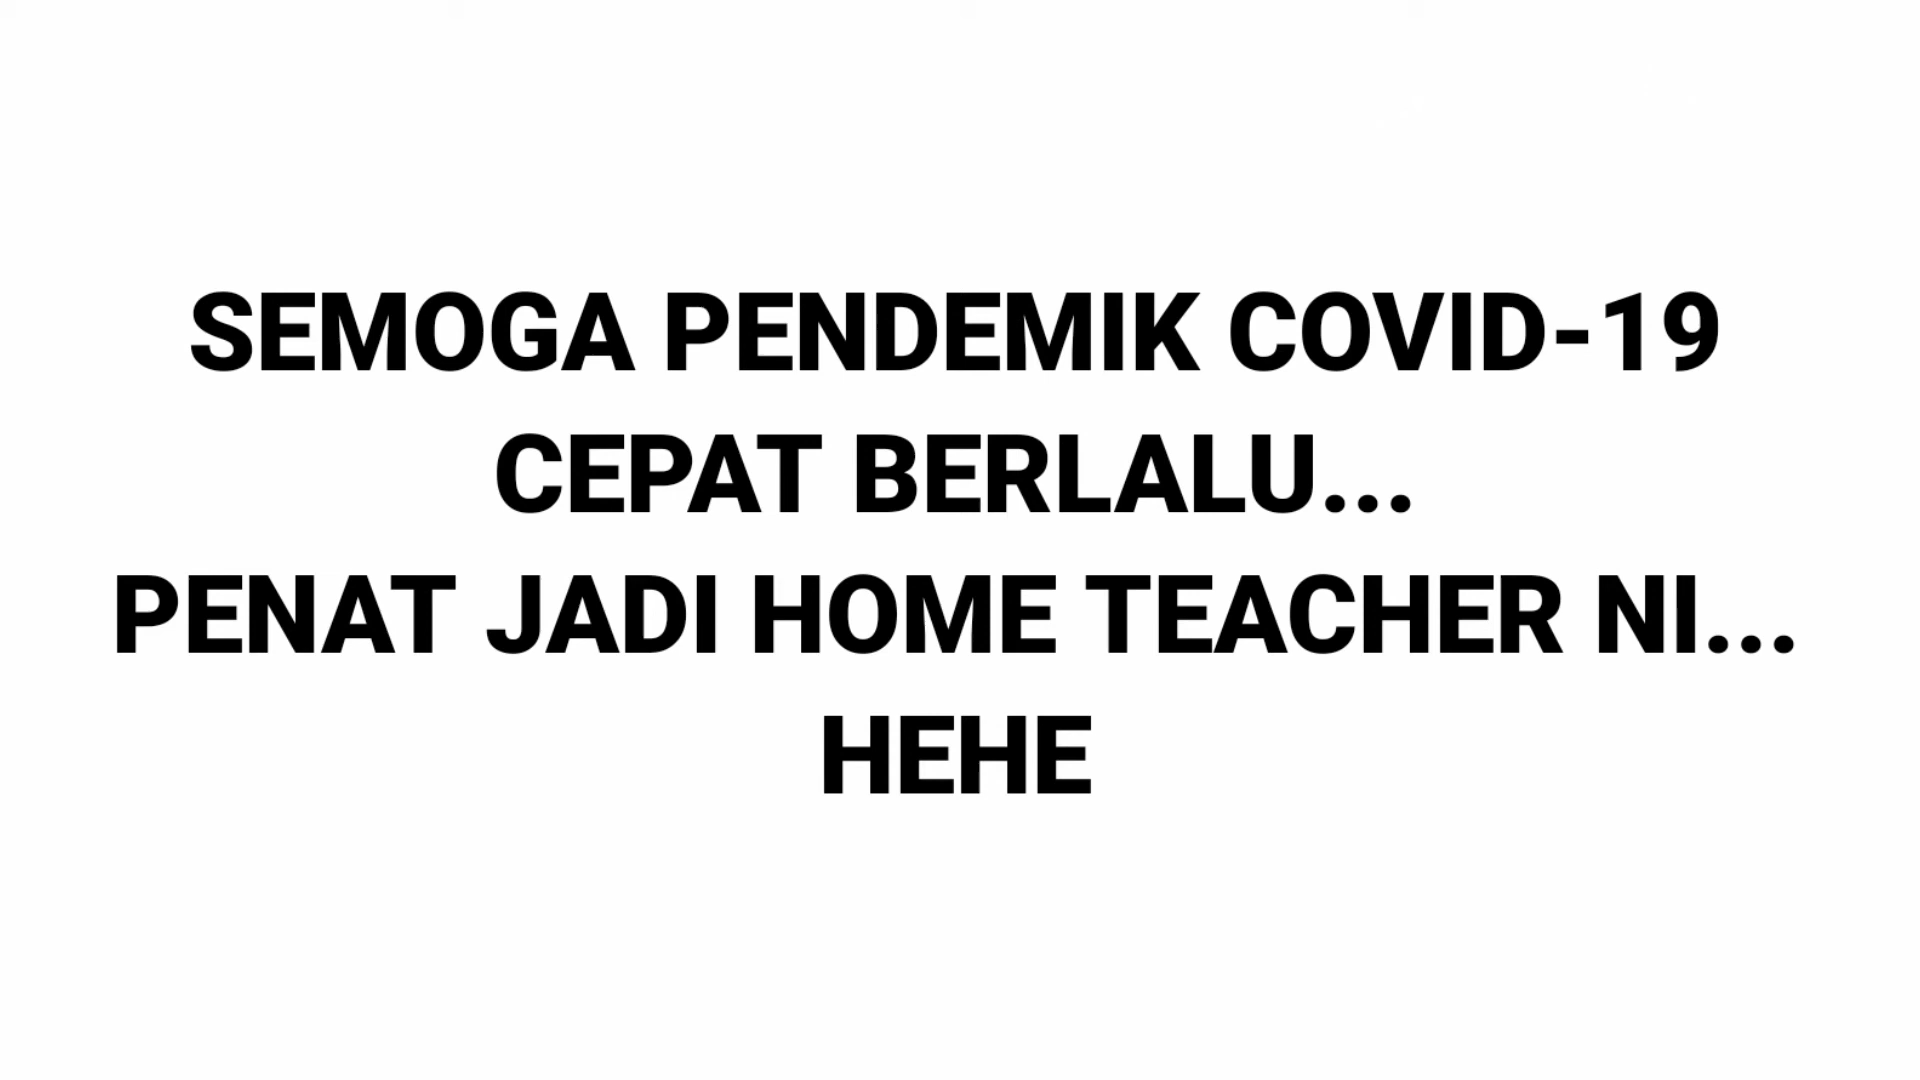 SEMOGA PENDEMIK COVID-19
CEPAT BERLALU...
PENAT JADI HOME TEACHER NI...
HEHE